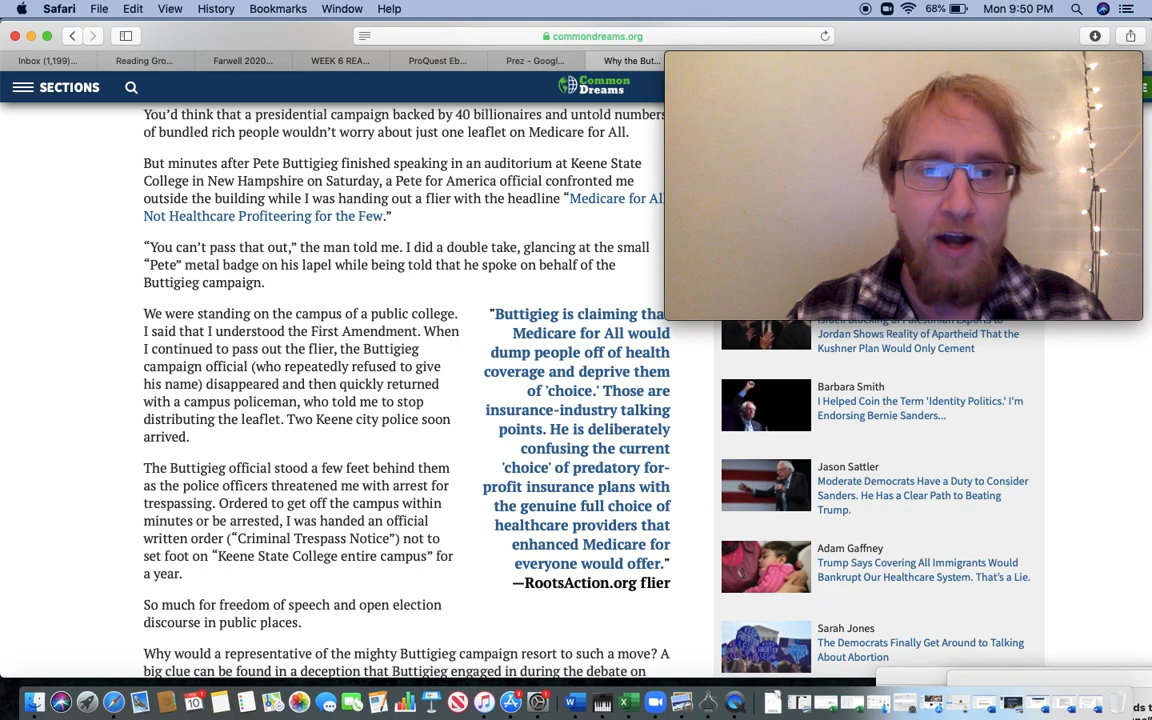 Safari File Edit View History Bookmarks Window Help 68% Mon 9:50 PM
commondreams.org
Inbox (1,199)... Reading Gro... Farwell 2020... WEEK 6 REA... ProQuest Eb... Prez - Googl... Why the But...
SECTIONS Common
Dreams
You’d think that a presidential campaign backed by 40 billionaires and untold numbers
of bundled rich people wouldn’t worry about just one leaflet on Medicare for All.
But minutes after Pete Buttigieg finished speaking in an auditorium at Keene State
College in New Hampshire on Saturday, a Pete for America official confronted me
outside the building while I was handing out a flier with the headline “Medicare for Al
Not Healthcare Profiteering for the Few.”
“You can’t pass that out,” the man told me. I did a double take, glancing at the small
“Pete” metal badge on his lapel while being told that he spoke on behalf of the
Buttigieg campaign.
We were standing on the campus of a public college.
I said that I understood the First Amendment. When
I continued to pass out the flier, the Buttigieg
campaign official (who repeatedly refused to give
his name) disappeared and then quickly returned
with a campus policeman, who told me to stop
distributing the leaflet. Two Keene city police soon
arrived.
The Buttigieg official stood a few feet behind them
as the police officers threatened me with arrest for
trespassing. Ordered to get off the campus within
minutes or be arrested, I was handed an official
written order (“Criminal Trespass Notice”) not to
set foot on “Keene State College entire campus” for
a year.
So much for freedom of speech and open election
discourse in public places.
Why would a representative of the mighty Buttigieg campaign resort to such a move? A
big clue can be found in a deception that Buttigieg engaged in during the debate on
"Buttigieg is claiming tha
Medicare for All would
dump people off of health
coverage and deprive them
of 'choice.' Those are
insurance-industry talking
points. He is deliberately
confusing the current
'choice' of predatory for-
profit insurance plans with
the genuine full choice of
healthcare providers that
enhanced Medicare for
everyone would offer."
—RootsAction.org flier
Israeli Blocking of Palestinian Exports to
Jordan Shows Reality of Apartheid That the
Kushner Plan Would Only Cement
Barbara Smith
I Helped Coin the Term 'Identity Politics.' I'm
Endorsing Bernie Sanders...
Jason Sattler
Moderate Democrats Have a Duty to Consider
Sanders. He Has a Clear Path to Beating
Trump.
Adam Gaffney
Trump Says Covering All Immigrants Would
Bankrupt Our Healthcare System. That's a Lie.
Sarah Jones
The Democrats Finally Get Around to Talking
About Abortion